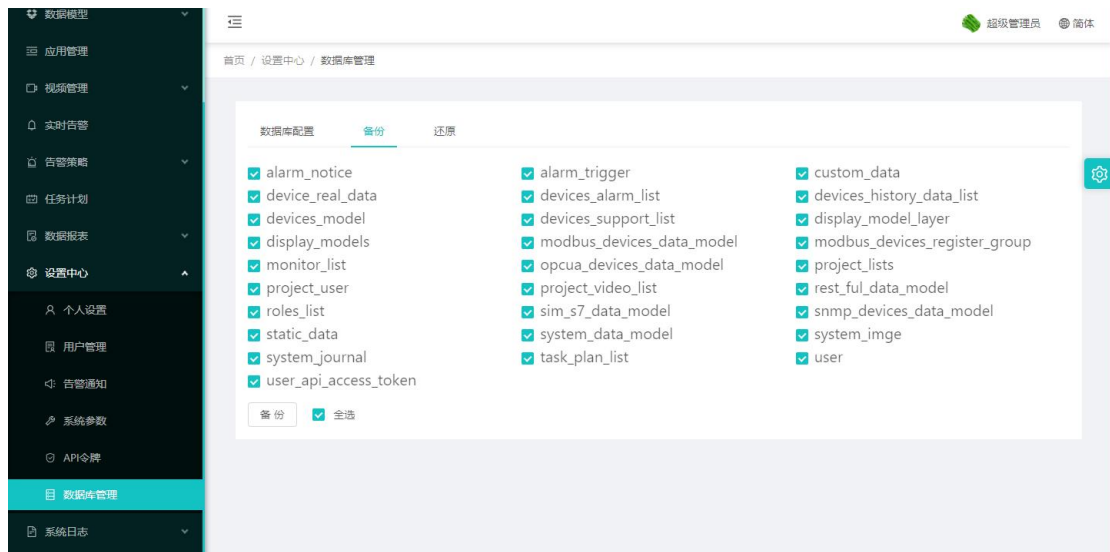 数据模型
应用管理
视频管理
实时告警
告警策略
任务计划
数据报表
设置中心
个人设置
用户管理
告警通知
系统参数
API令牌
数据库管理
系统日志
超级管理员 简体
首页 / 设置中心 / 数据库管理
数据库配置 备份 还原
alarm_notice alarm_trigger custom_data
device_real_data devices_alarm_list devices_history_data_list
devices_model devices_support_list display_model_layer
display_models modbus_devices_data_model modbus_devices_register_group
monitor_list opcua_devices_data_model project_lists
project_user project_video_list rest_ful_data_model
roles_list sim_s7_data_model snmp_devices_data_model
static_data system_data_model system_imge
system_journal task_plan_list user
user_api_access_token
备份 全选